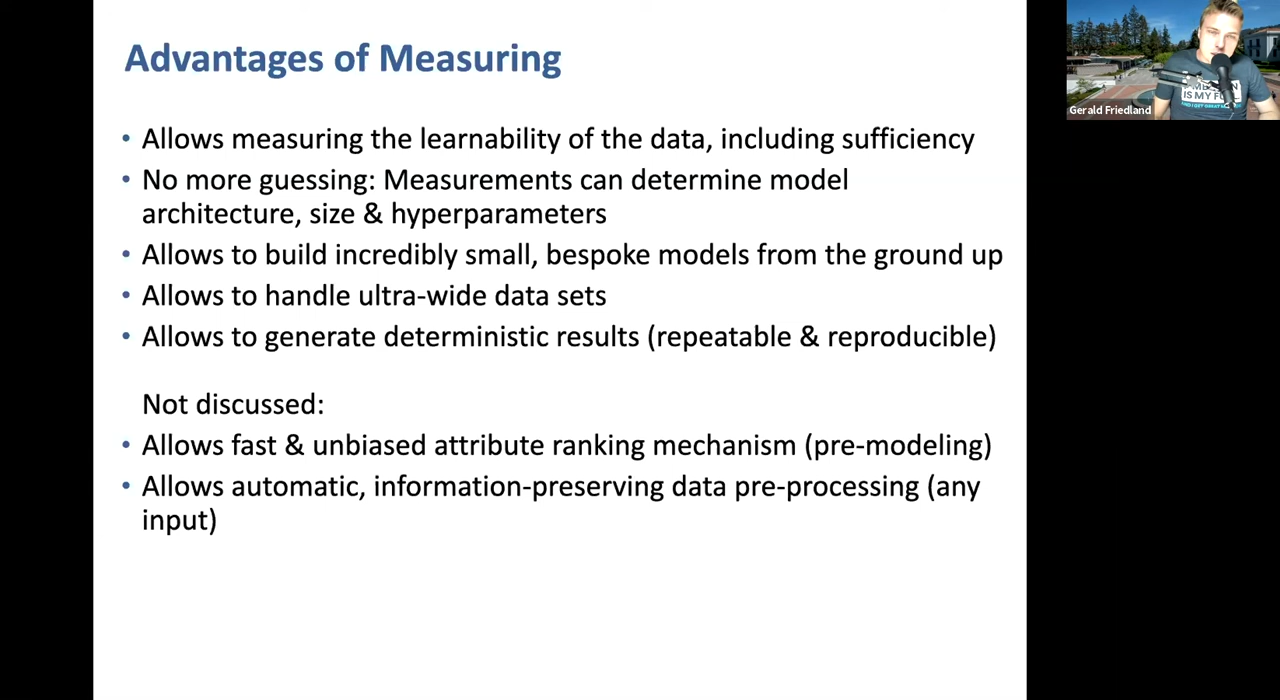 Advantages of Measuring
• Allows measuring the learnability of the data, including sufficiency
• No more guessing: Measurements can determine model
architecture, size & hyperparameters
• Allows to build incredibly small, bespoke models from the ground up
• Allows to handle ultra-wide data sets
• Allows to generate deterministic results (repeatable & reproducible)
Not discussed:
• Allows fast & unbiased attribute ranking mechanism (pre-modeling)
• Allows automatic, information-preserving data pre-processing (any
input)
IS MY
Gerald Friedland